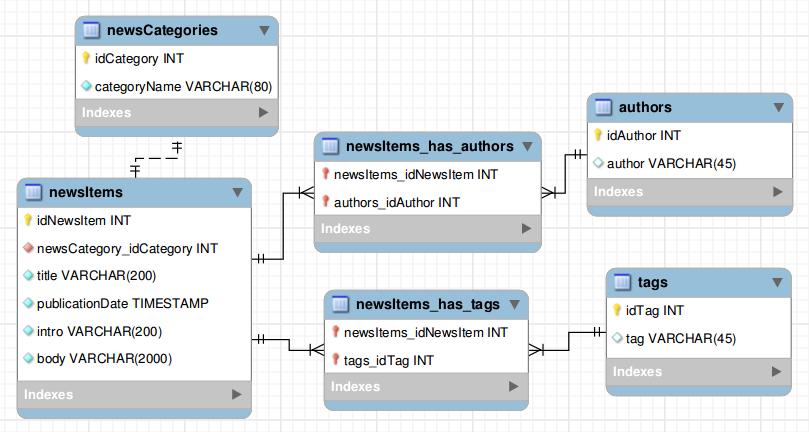 newsCategories
idCategory INT
categoryName VARCHAR(80)
Indexes
newsItems
idNewsItem INT
newsCategory_idCategory INT
title VARCHAR(200)
publicationDate TIMESTAMP
intro VARCHAR(200)
body VARCHAR(2000)
Indexes
newsItems_has_authors
newsItems_idNewsItem INT
authors_idAuthor INT
Indexes
authors
idAuthor INT
author VARCHAR(45)
Indexes
newsItems_has_tags
newsItems_idNewsItem INT
tags_idTag INT
Indexes
tags
idTag INT
tag VARCHAR(45)
Indexes